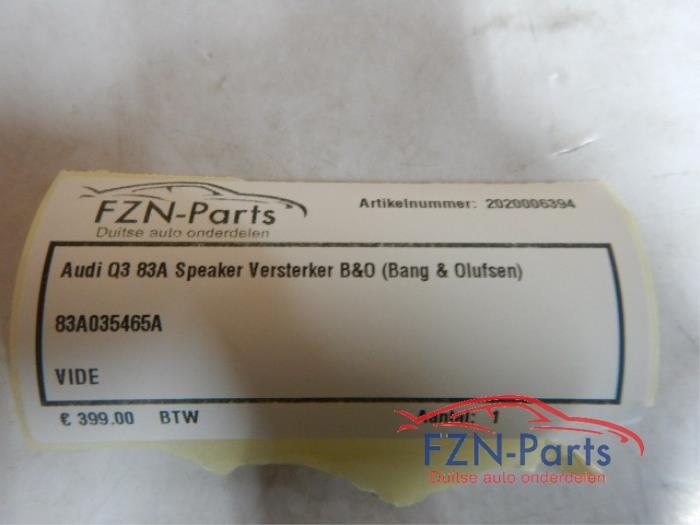 FZN-Parts
Duitse auto onderdelen
Artikelnummer: 2020006394
Audi Q3 83A Speaker Versterker B&O (Bang & Olufsen)
83A035465A
VIDE
€ 399.00 BTW
Aantal: 1
FZN-Parts
Duitse auto onderdelen